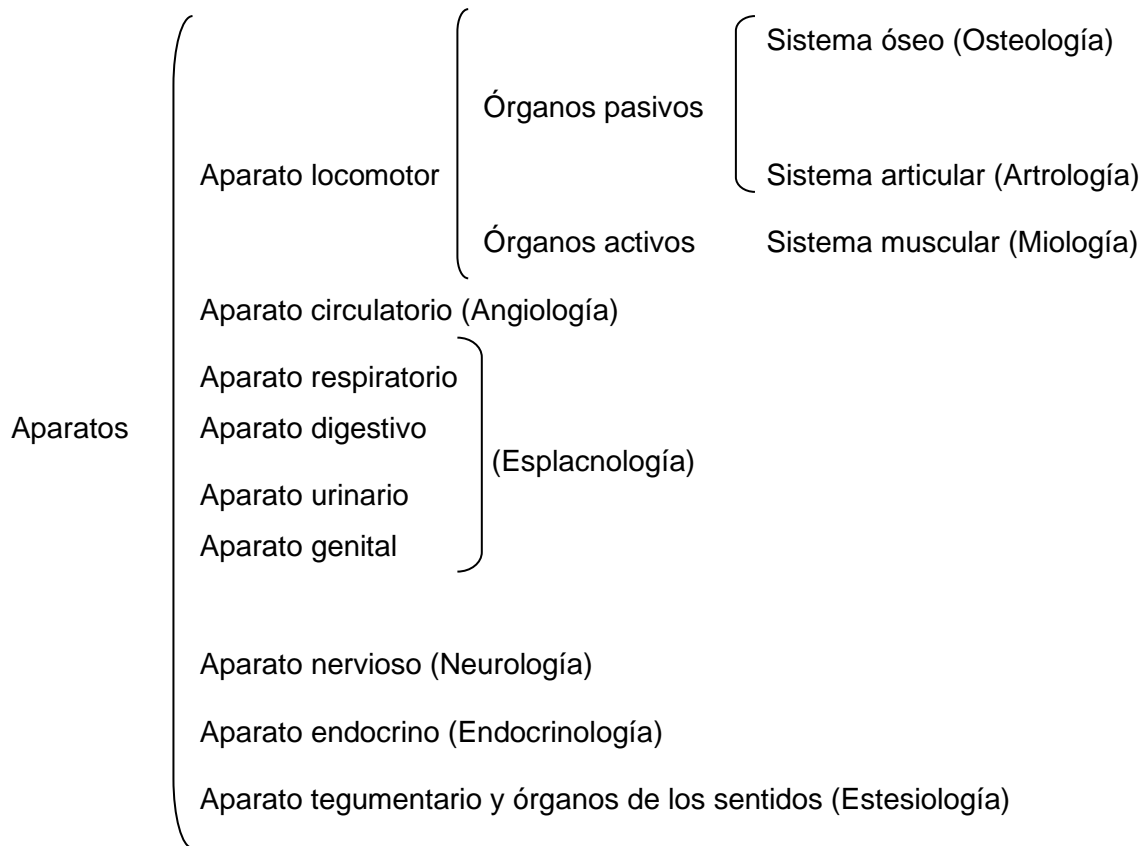 Sistema óseo (Osteología)
Órganos pasivos
Aparato locomotor
Sistema articular (Artrología)
Órganos activos
Sistema muscular (Miología)
Aparato circulatorio (Angiología)
Aparato respiratorio
Aparatos
Aparato digestivo
(Esplacnología)
Aparato urinario
Aparato genital
Aparato nervioso (Neurología)
Aparato endocrino (Endocrinología)
Aparato tegumentario y órganos de los sentidos (Estesiología)